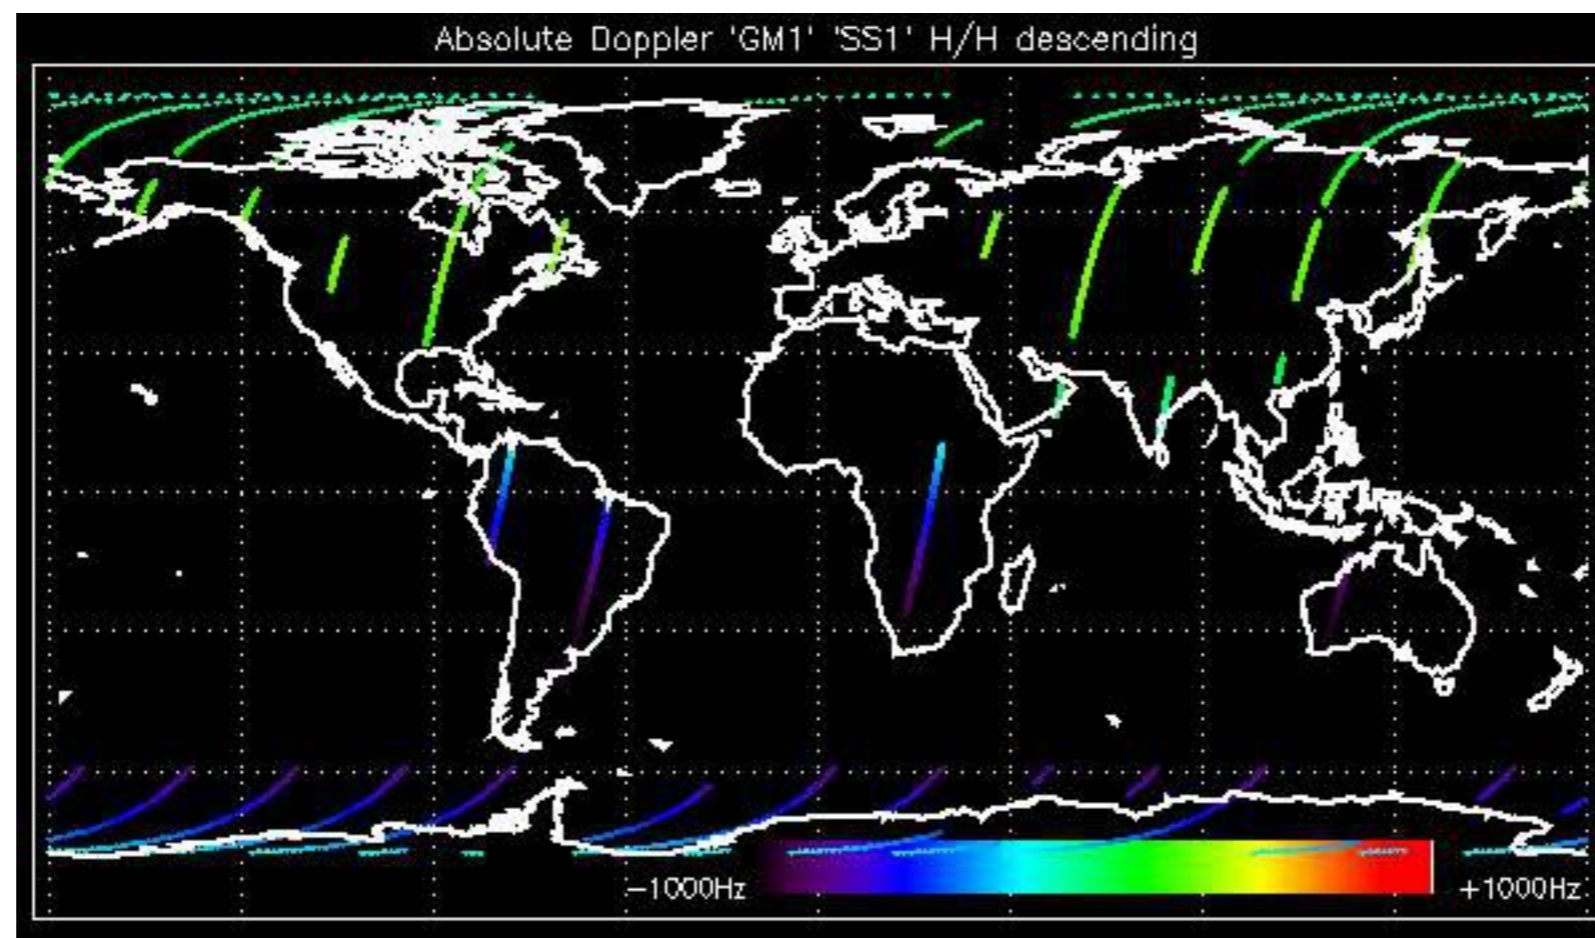 Absolute Doppler 'GM1' 'SS1' H/H descending
−1000Hz
+1000Hz